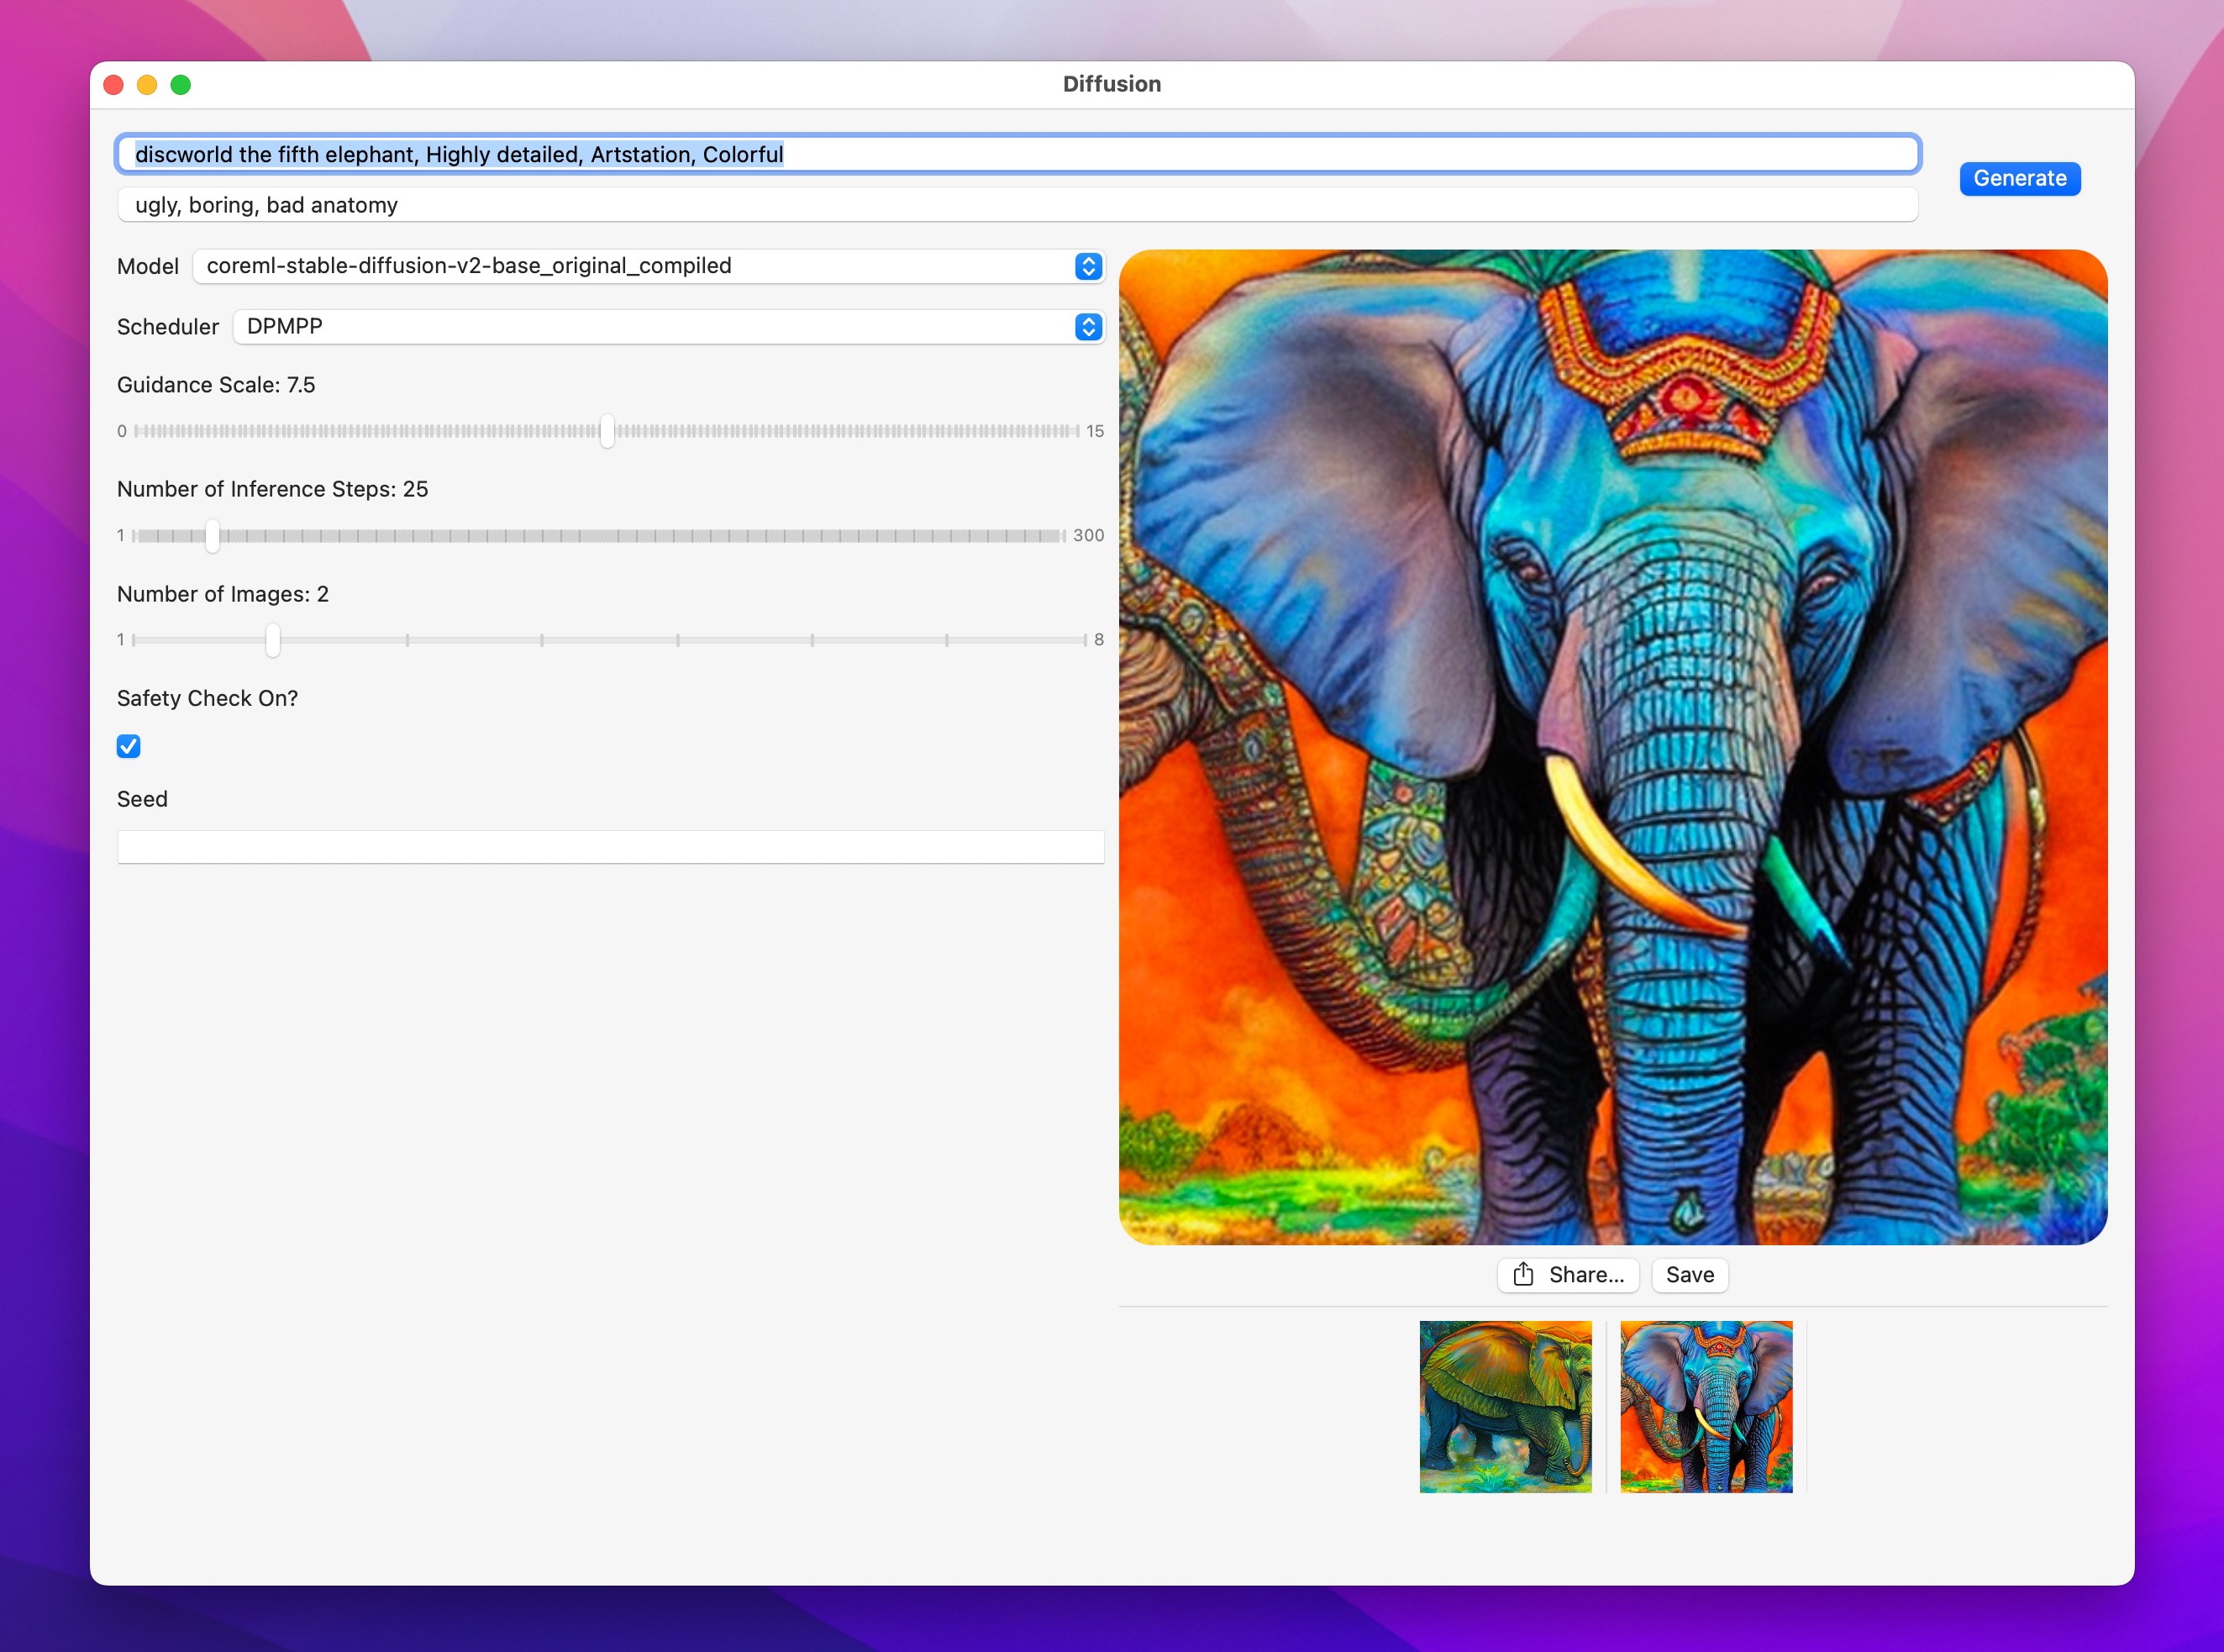 Diffusion
discworld the fifth elephant, Highly detailed, Artstation, Colorful
Generate
ugly, boring, bad anatomy
Model coreml-stable-diffusion-v2-base_original_compiled
Scheduler DPMPP
Guidance Scale: 7.5
0 15
Number of Inference Steps: 25
1 300
Number of Images: 2
1 8
Safety Check On?
Seed
Share...
Save